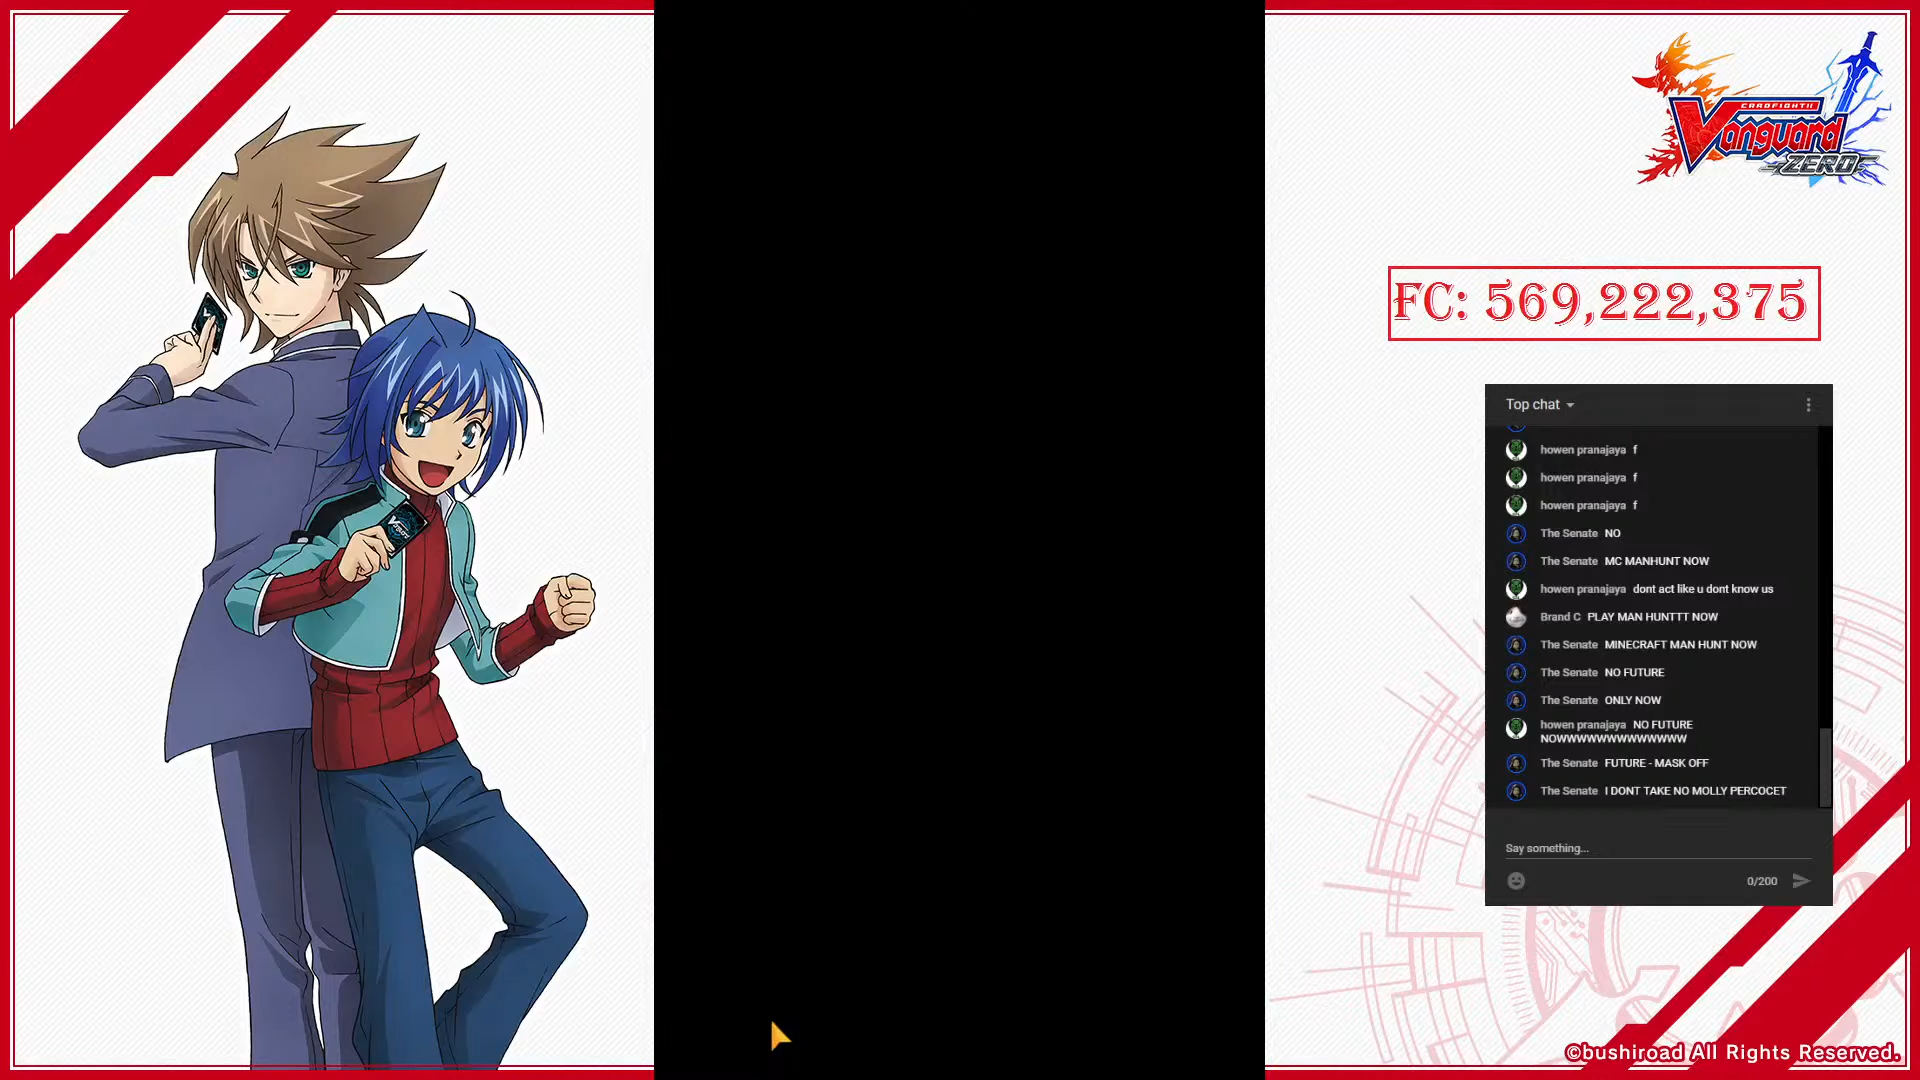 CARDFIGHT!!
Vanguard
ZERO
FC: 569,222,375
Top chat
howen pranajaya f
howen pranajaya f
howen pranajaya f
The Senate NO
The Senate MC MANHUNT NOW
howen pranajaya dont act like u dont know us
Brand C PLAY MAN HUNTTT NOW
The Senate MINECRAFT MAN HUNT NOW
The Senate NO FUTURE
The Senate ONLY NOW
howen pranajaya NO FUTURE
NOWWWWWWWWWWWWW
The Senate FUTURE - MASK OFF
The Senate I DONT TAKE NO MOLLY PERCOCET
Say something...
0/200
©bushiroad All Rights Reserved.